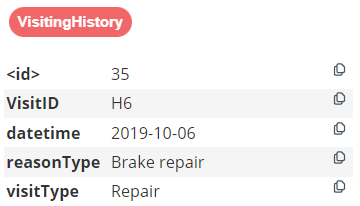 VisitingHistory
<id> 35
VisitID H6
datetime 2019-10-06
reasonType Brake repair
visitType Repair